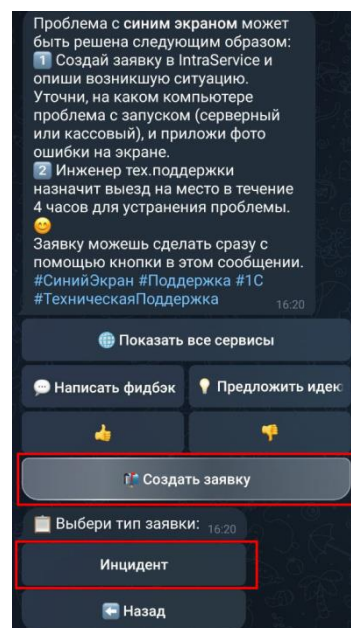 Проблема с синим экраном может
быть решена следующим образом:
1️⃣ Создай заявку в IntraService и
опиши возникшую ситуацию.
Уточни, на каком компьютере
проблема с запуском (серверный
или кассовый), и приложи фото
ошибки на экране.
2️⃣ Инженер тех.поддержки
назначит выезд на место в течение
4 часов для устранения проблемы.
😊
Заявку можешь сделать сразу с
помощью кнопки в этом сообщении.
#СинийЭкран #Поддержка #1С
#ТехническаяПоддержка 16:20
🌐 Показать все сервисы
💬 Написать фидбэк 💡 Предложить идек
👍 👎
Создать заявку
📋 Выбери тип заявки: 16:20
Инцидент
⬅️ Назад